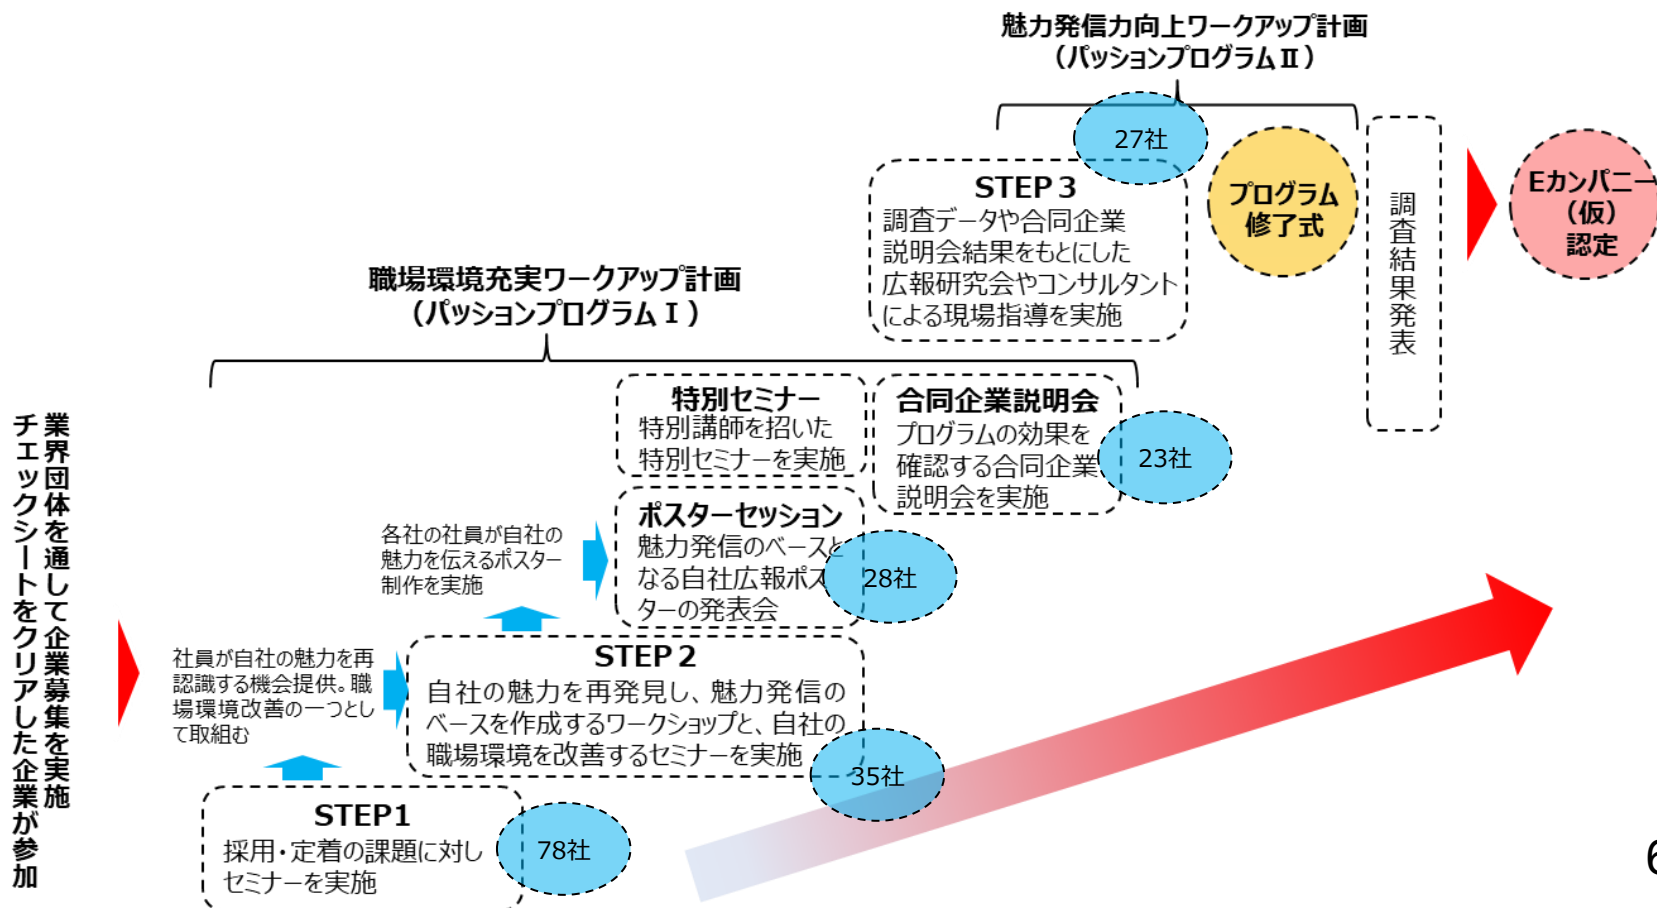 魅力発信力向上ワークアップ計画
（パッションプログラムⅡ）
27社
STEP３
調査データや合同企業
説明会結果をもとにした
広報研究会やコンサルタント
による現場指導を実施
プログラム
修了式
調査結果発表
Eカンパニー
（仮）
認定
職場環境充実ワークアップ計画
（パッションプログラムⅠ）
特別セミナー
特別講師を招いた
特別セミナーを実施
合同企業説明会
プログラムの効果を
確認する合同企業
説明会を実施
23社
ポスターセッション
魅力発信のベースと
なる自社広報ポス
ターの発表会
28社
各社の社員が自社の
魅力を伝えるポスター
制作を実施
STEP２
自社の魅力を再発見し、魅力発信の
ベースを作成するワークショップと、自社の
職場環境を改善するセミナーを実施
35社
社員が自社の魅力を再
認識する機会提供。職
場環境改善の一つとし
て取組む
STEP1
採用・定着の課題に対し
セミナーを実施
78社
業界団体を通して企業募集を実施
チェックシートをクリアした企業が参加
6